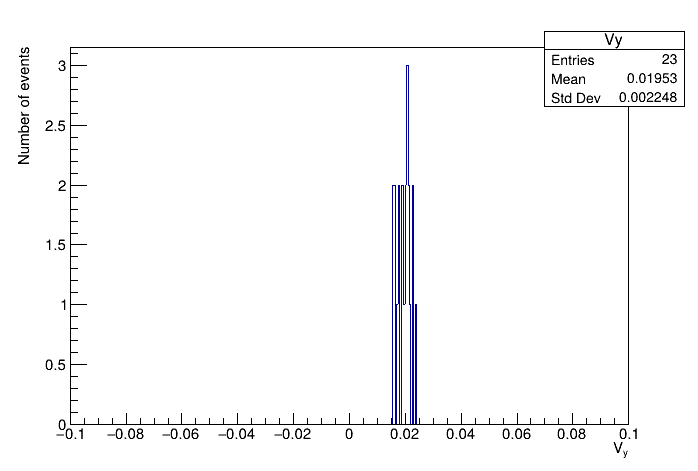 Vy
Entries 23
Mean 0.01953
Std Dev 0.002248
Number of events
3
2.5
2
1.5
1
0.5
0
−0.1 −0.08 −0.06 −0.04 −0.02 0 0.02 0.04 0.06 0.08 0.1
Vy